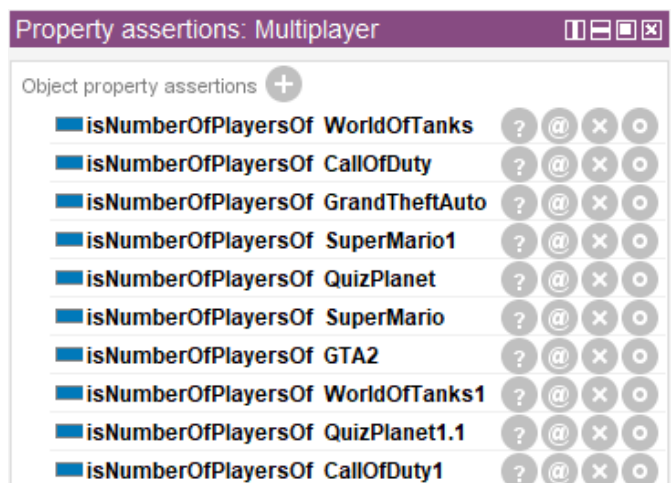 Property assertions: Multiplayer
Object property assertions
isNumberOfPlayersOf WorldOfTanks
isNumberOfPlayersOf CallOfDuty
isNumberOfPlayersOf GrandTheftAuto
isNumberOfPlayersOf SuperMario1
isNumberOfPlayersOf QuizPlanet
isNumberOfPlayersOf SuperMario
isNumberOfPlayersOf GTA2
isNumberOfPlayersOf WorldOfTanks1
isNumberOfPlayersOf QuizPlanet1.1
isNumberOfPlayersOf CallOfDuty1